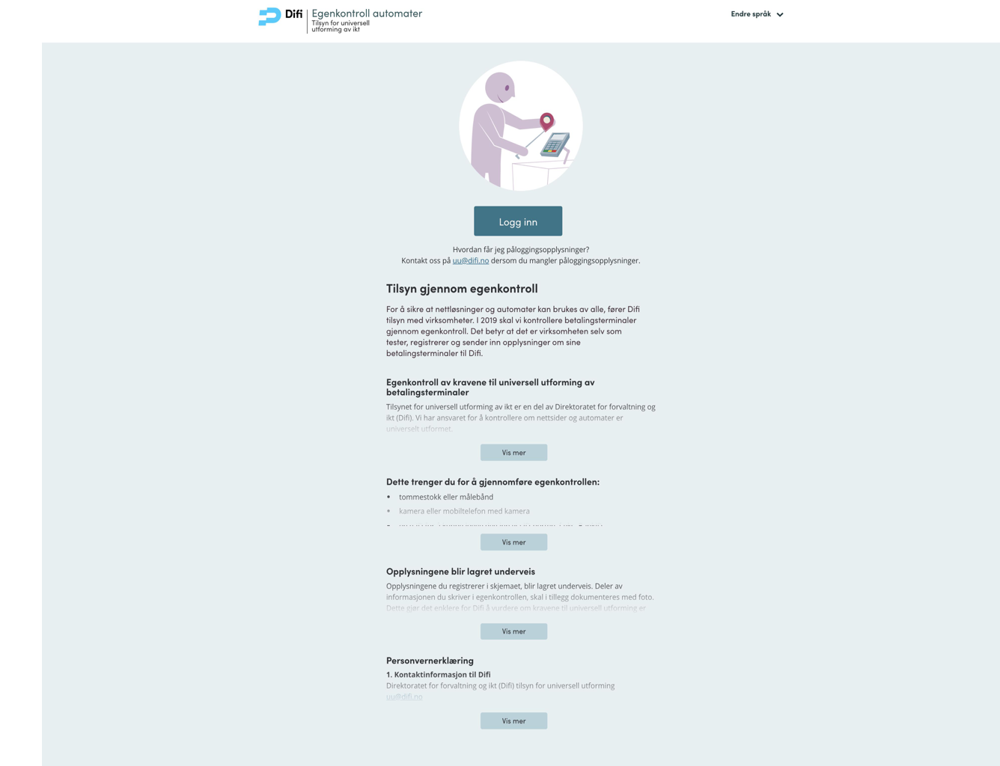 Difi
Egenkontroll automater
Tilsyn for universell
utforming av ikt
Endre språk
Logg inn
Hvordan får jeg påloggingsopplysninger?
Kontakt oss på uu@difi.no dersom du mangler påloggingsopplysninger.
Tilsyn gjennom egenkontroll
For å sikre at nettløsninger og automater kan brukes av alle, fører Difi
tilsyn med virksomheter. I 2019 skal vi kontrollere betalingsterminaler
gjennom egenkontroll. Det betyr at det er virksomheten selv som
tester, registrerer og sender inn opplysninger om sine
betalingsterminaler til Difi.
Egenkontroll av kravene til universell utforming av
betalingsterminaler
Tilsynet for universell utforming av ikt er en del av Direktoratet for forvaltning og
ikt (Difi). Vi har ansvaret for å kontrollere om nettsider og automater er
universelt utformet.
Vis mer
Dette trenger du for å gjennomføre egenkontrollen:
• tommestokk eller målebånd
• kamera eller mobiltelefon med kamera
Vis mer
Opplysningene blir lagret underveis
Opplysningene du registrerer i skjemaet, blir lagret underveis. Deler av
informasjonen du skriver i egenkontrollen, skal i tillegg dokumenteres med foto.
Dette gjør det enklere for Difi å vurdere om kravene til universell utforming er
Vis mer
Personvernerklæring
1. Kontaktinformasjon til Difi
Direktoratet for forvaltning og ikt (Difi) tilsyn for universell utforming
uu@difi.no
Vis mer